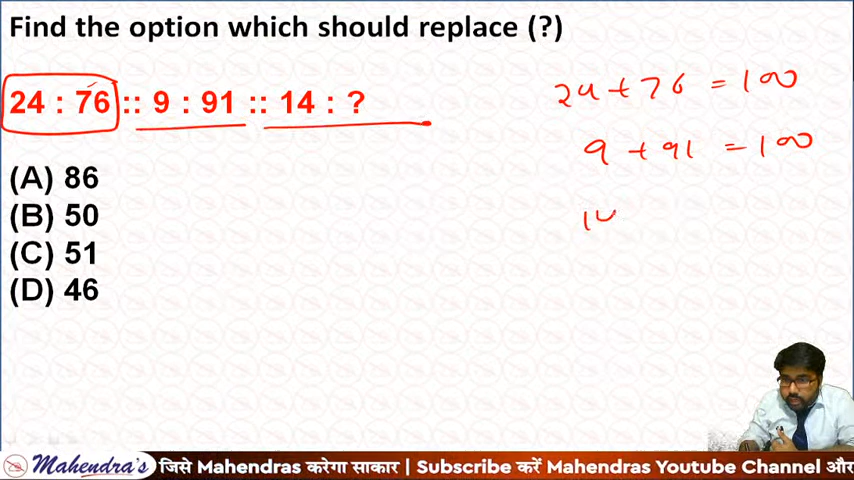 Find the option which should replace (?)
24 : 76 :: 9 : 91 :: 14 : ?
24 + 76 = 100
9 + 91 = 100
14
(A) 86
(B) 50
(C) 51
(D) 46
Mahendra's जिसे Mahendras करेगा साकार | Subscribe करें Mahendras Youtube Channel और